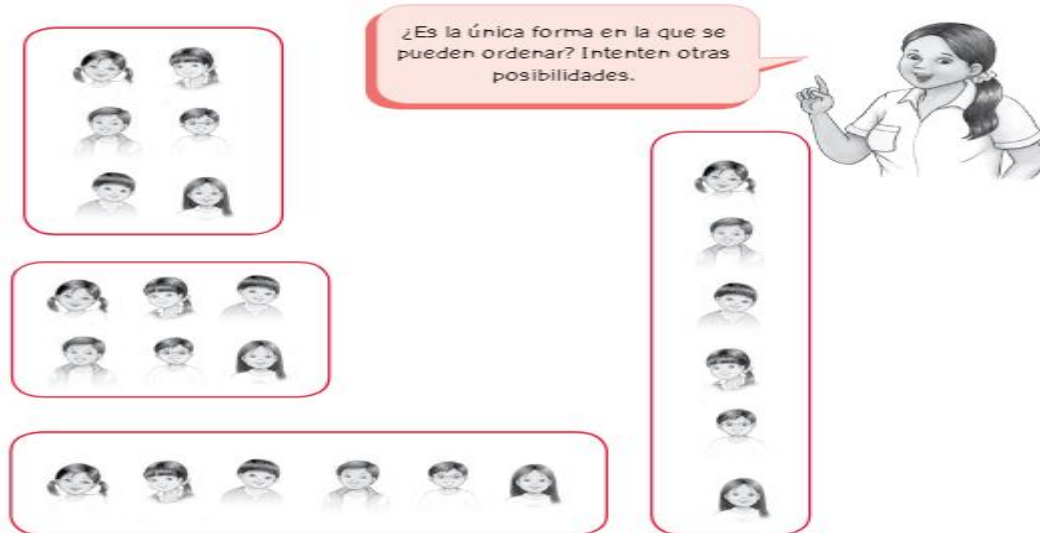 ¿Es la única forma en la que se
pueden ordenar? Intenten otras
posibilidades.